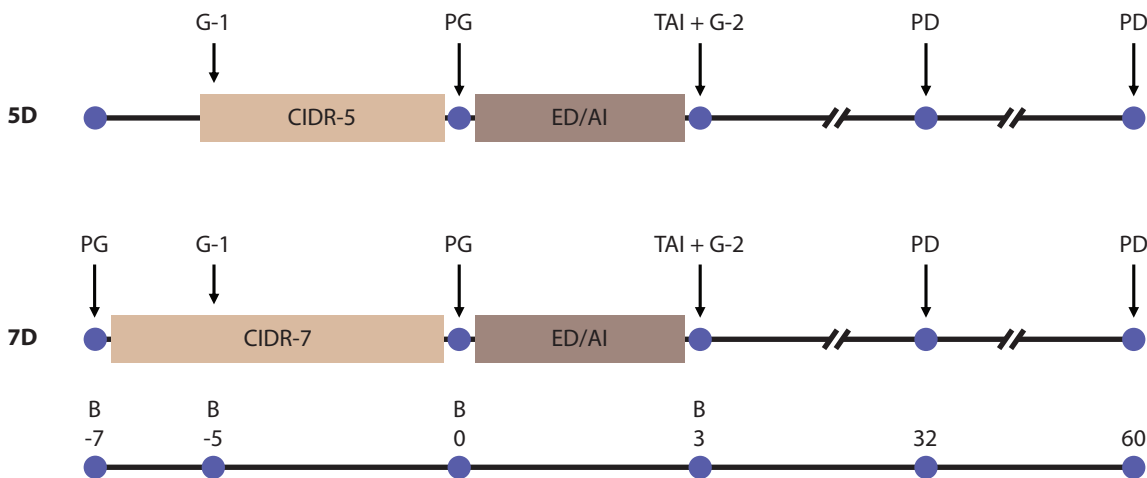 G-1 PG TAI + G-2 PD PD
5D CIDR-5 ED/AI
PG G-1 PG TAI + G-2 PD PD
7D CIDR-7 ED/AI
B B B B
-7 -5 0 3 32 60